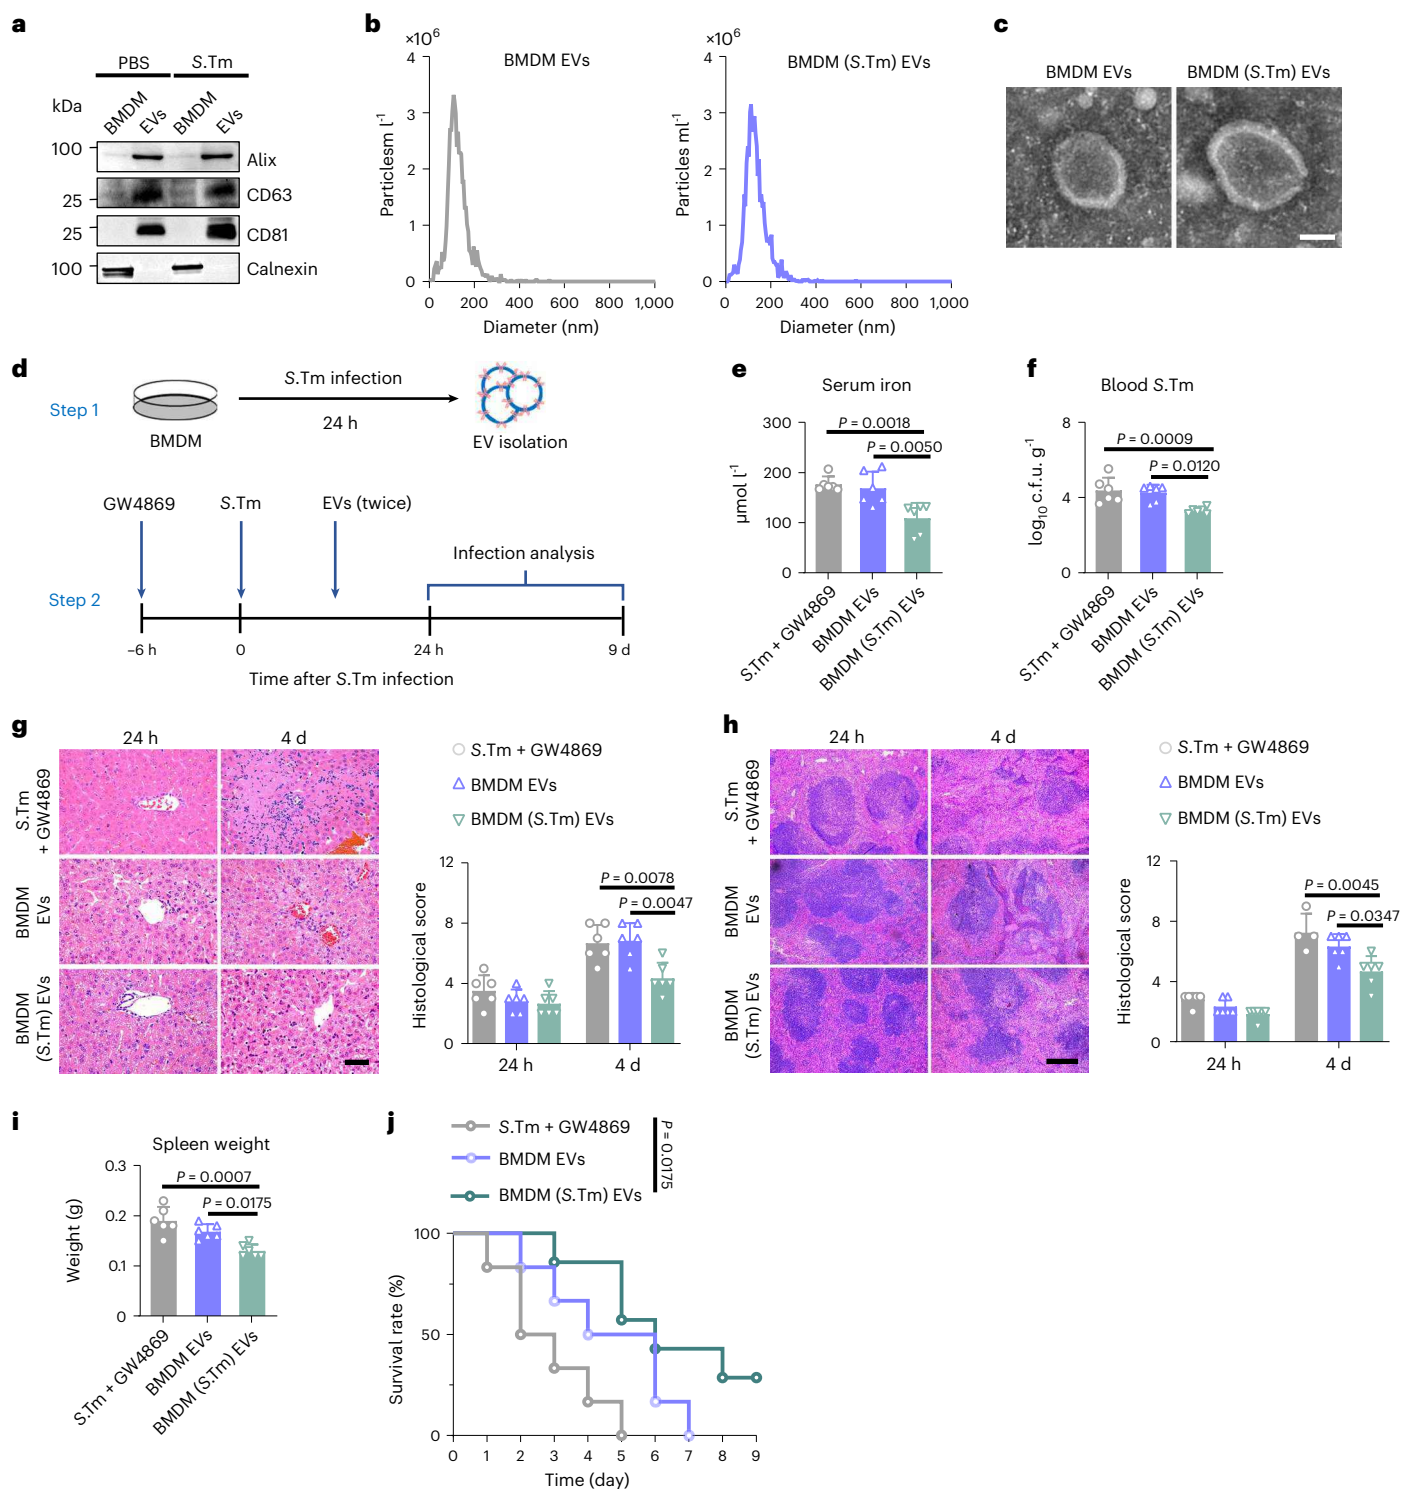 a
PBS S.Tm
kDa
BMDM EVs BMDM EVs
100 Alix
25 CD63
25 CD81
100 Calnexin
b
×10⁶
BMDM EVs
Particlesm l⁻¹
4
3
2
1
0
0 200 400 600 800 1,000
Diameter (nm)
×10⁶
BMDM (S.Tm) EVs
Particles ml⁻¹
4
3
2
1
0
0 200 400 600 800 1,000
Diameter (nm)
c
BMDM EVs BMDM (S.Tm) EVs
d
Step 1
BMDM
S.Tm infection
24 h
EV isolation
GW4869 S.Tm EVs (twice)
Infection analysis
Step 2
−6 h 0 24 h 9 d
Time after S.Tm infection
e
Serum iron
P = 0.0018
P = 0.0050
µmol l⁻¹
300
200
100
0
S.Tm + GW4869
BMDM EVs
BMDM (S.Tm) EVs
f
Blood S.Tm
P = 0.0009
P = 0.0120
log₁₀ c.f.u. g⁻¹
8
4
0
S.Tm + GW4869
BMDM EVs
BMDM (S.Tm) EVs
g
24 h 4 d
S.Tm
+ GW4869
BMDM
EVs
BMDM
(S.Tm) EVs
S.Tm + GW4869
BMDM EVs
BMDM (S.Tm) EVs
P = 0.0078
P = 0.0047
Histological score
12
8
4
0
24 h 4 d
h
24 h 4 d
S.Tm
+ GW4869
BMDM
EVs
BMDM
(S.Tm) EVs
S.Tm + GW4869
BMDM EVs
BMDM (S.Tm) EVs
P = 0.0045
P = 0.0347
Histological score
12
8
4
0
24 h 4 d
i
Spleen weight
P = 0.0007
P = 0.0175
Weight (g)
0.3
0.2
0.1
0
S.Tm + GW4869
BMDM EVs
BMDM (S.Tm) EVs
j
S.Tm + GW4869
BMDM EVs
BMDM (S.Tm) EVs
P = 0.0175
Survival rate (%)
100
50
0
0 1 2 3 4 5 6 7 8 9
Time (day)